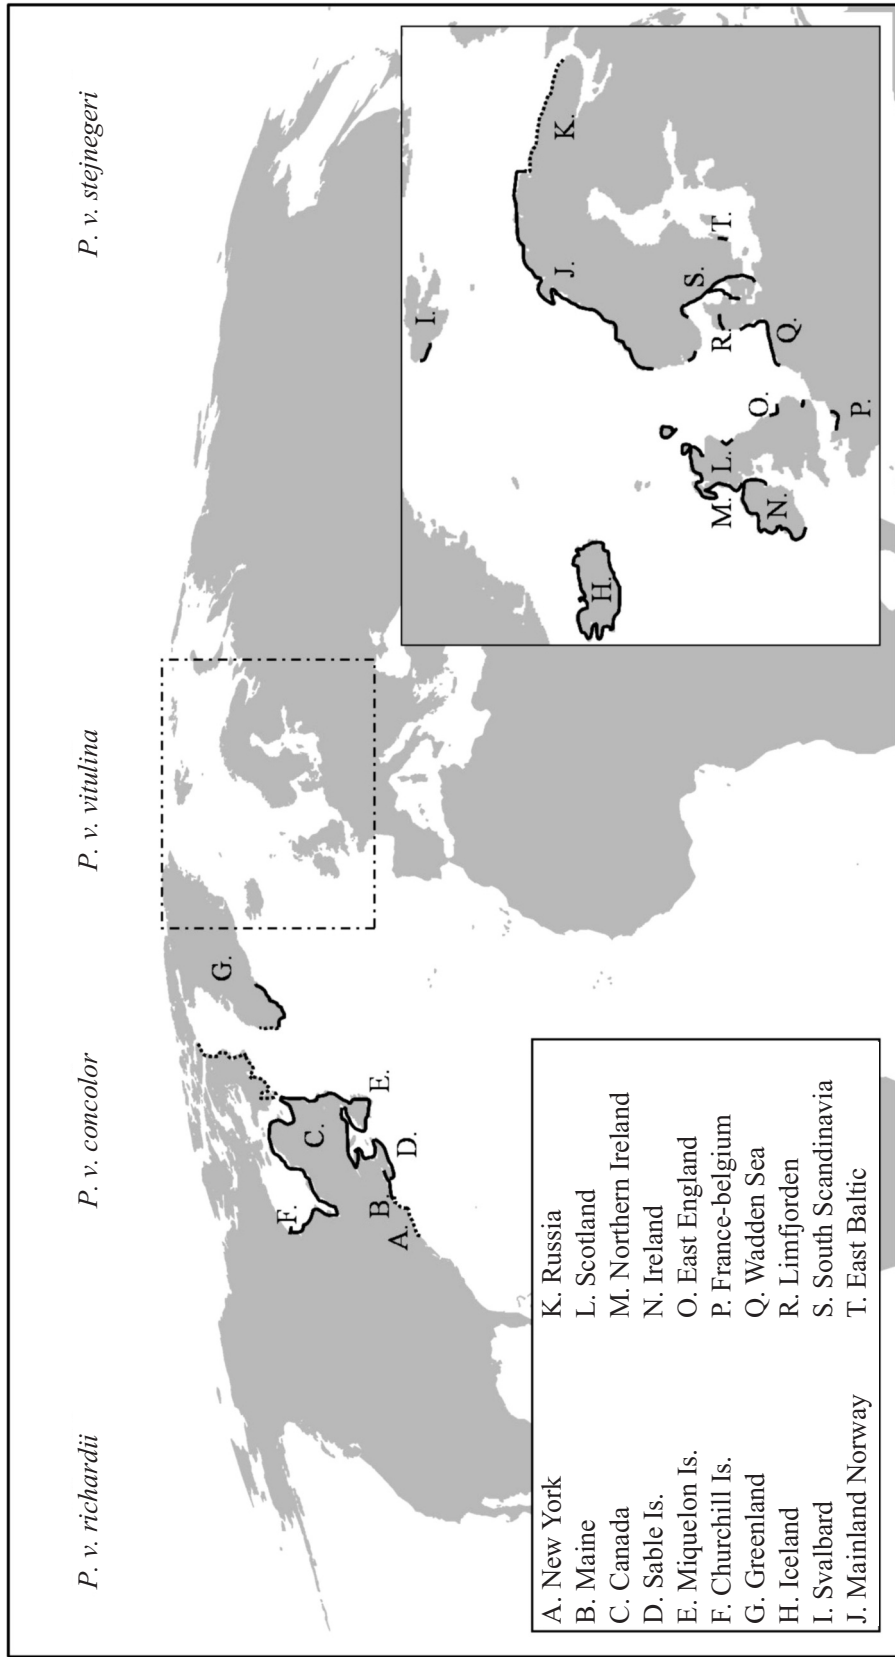 P. v. richardii
P. v. concolor
P. v. vitulina
P. v. stejnegeri
A.
B.
C.
D.
E.
F.
G.
H.
I.
J.
K.
L.
M.
N.
O.
P.
Q.
R.
S.
T.
A. New York
B. Maine
C. Canada
D. Sable Is.
E. Miquelon Is.
F. Churchill Is.
G. Greenland
H. Iceland
I. Svalbard
J. Mainland Norway
K. Russia
L. Scotland
M. Northern Ireland
N. Ireland
O. East England
P. France-belgium
Q. Wadden Sea
R. Limfjorden
S. South Scandinavia
T. East Baltic